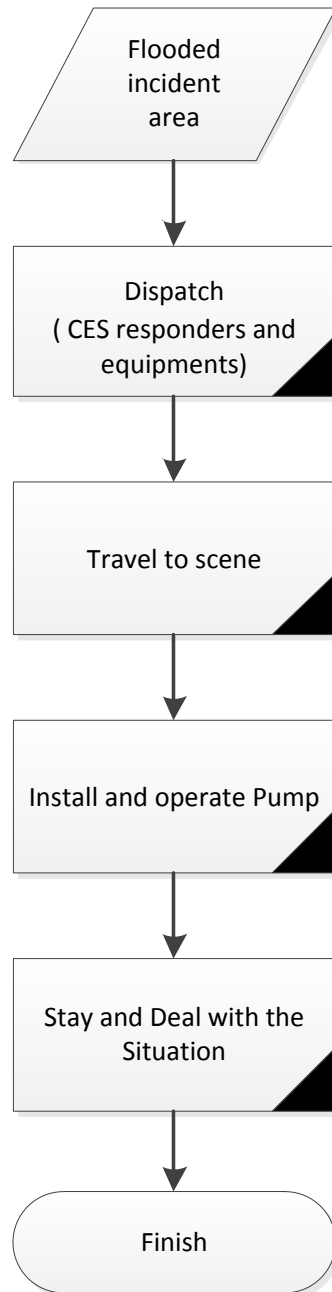 Flooded
incident
area
Dispatch
( CES responders and
equipments)
Travel to scene
Install and operate Pump
Stay and Deal with the
Situation
Finish